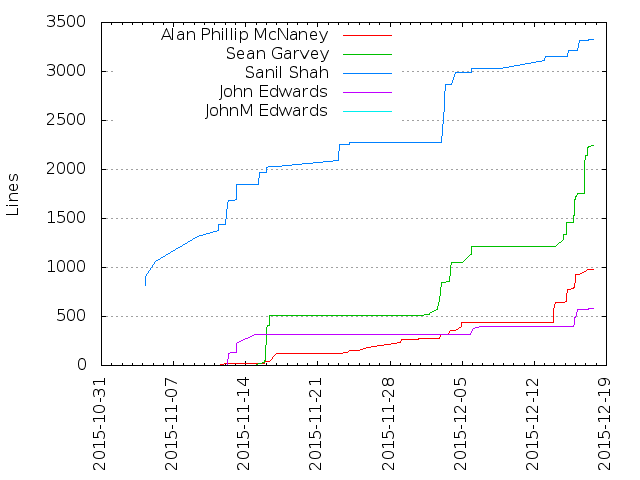 3500
3000
2500
2000
1500
1000
500
0
Lines
Alan Phillip McNaney
Sean Garvey
Sanil Shah
John Edwards
JohnM Edwards
2015-10-31
2015-11-07
2015-11-14
2015-11-21
2015-11-28
2015-12-05
2015-12-12
2015-12-19